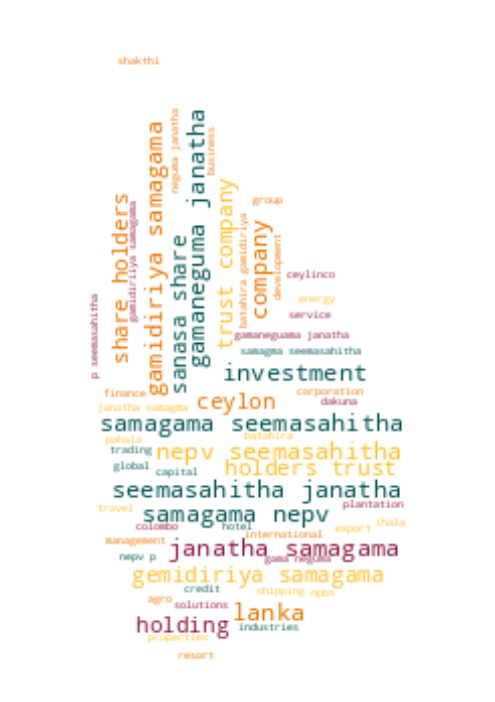 shakthi
share holders
gamidiriya samagama
gamidiriiya samagama
neguma janatha
gamaneguma janatha
business
sanasa share
trust company
batahira gamidiriya
company
development
group
p seemasahitha
ceylinco
energy
service
gamaneguama janatha
samagma seemasahitha
investment
finance
corporation
janatha samagma
ceylon
dakuna
samagama seemasahitha
pahala
batahira
trading
nepv seemasahitha
global
capital
holders trust
seemasahitha janatha
travel
samagama nepv
plantation
colombo
hotel
export
ihala
management
international
janatha samagama
nepv p
gama neguma
gemidiriya samagama
credit
shipping
npbs
agro
solutions
lanka
holding
industries
properties
resort